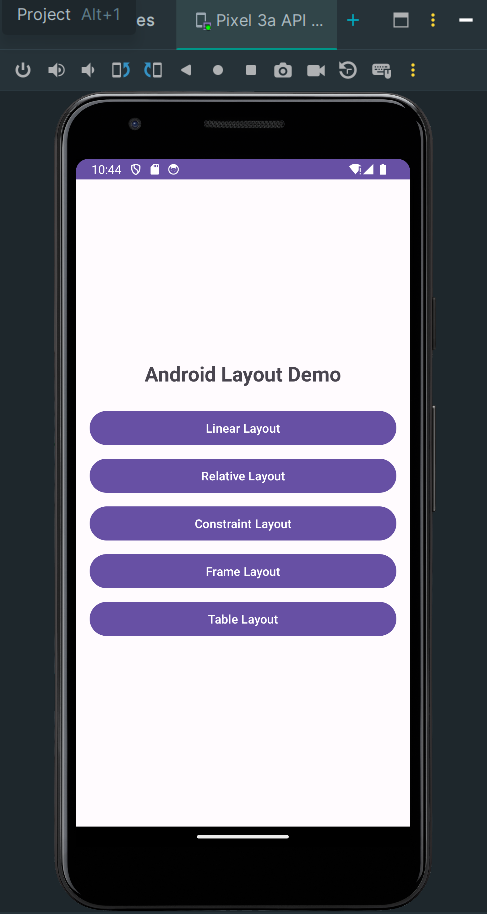 Project Alt+1
es
Pixel 3a API ...
10:44
Android Layout Demo
Linear Layout
Relative Layout
Constraint Layout
Frame Layout
Table Layout